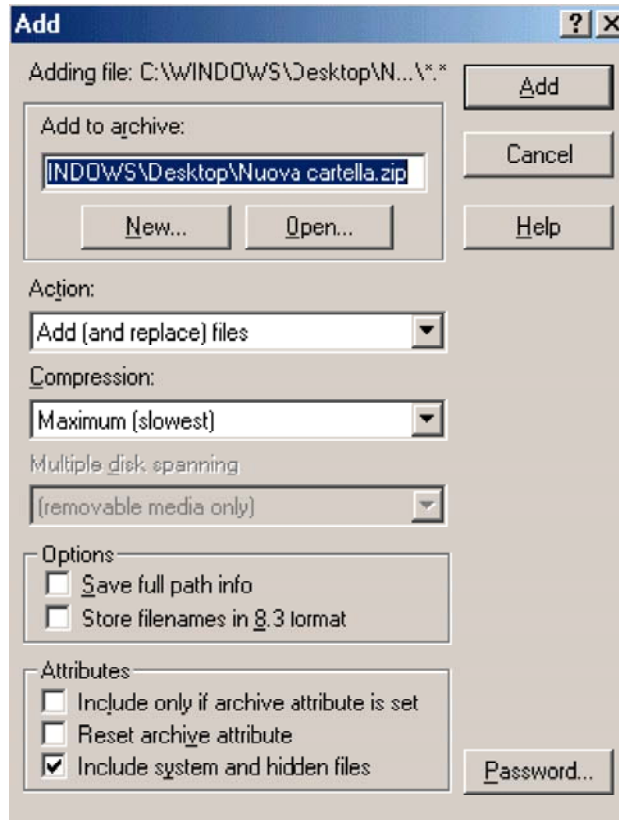 Add
Adding file: C:\WINDOWS\Desktop\N...\*.*
Add
Add to archive:
Cancel
INDOWS\Desktop\Nuova cartella.zip
New...
Open...
Help
Action:
Add (and replace) files
Compression:
Maximum (slowest)
Multiple disk spanning
(removable media only)
Options
Save full path info
Store filenames in 8.3 format
Attributes
Include only if archive attribute is set
Reset archive attribute
Include system and hidden files
Password...